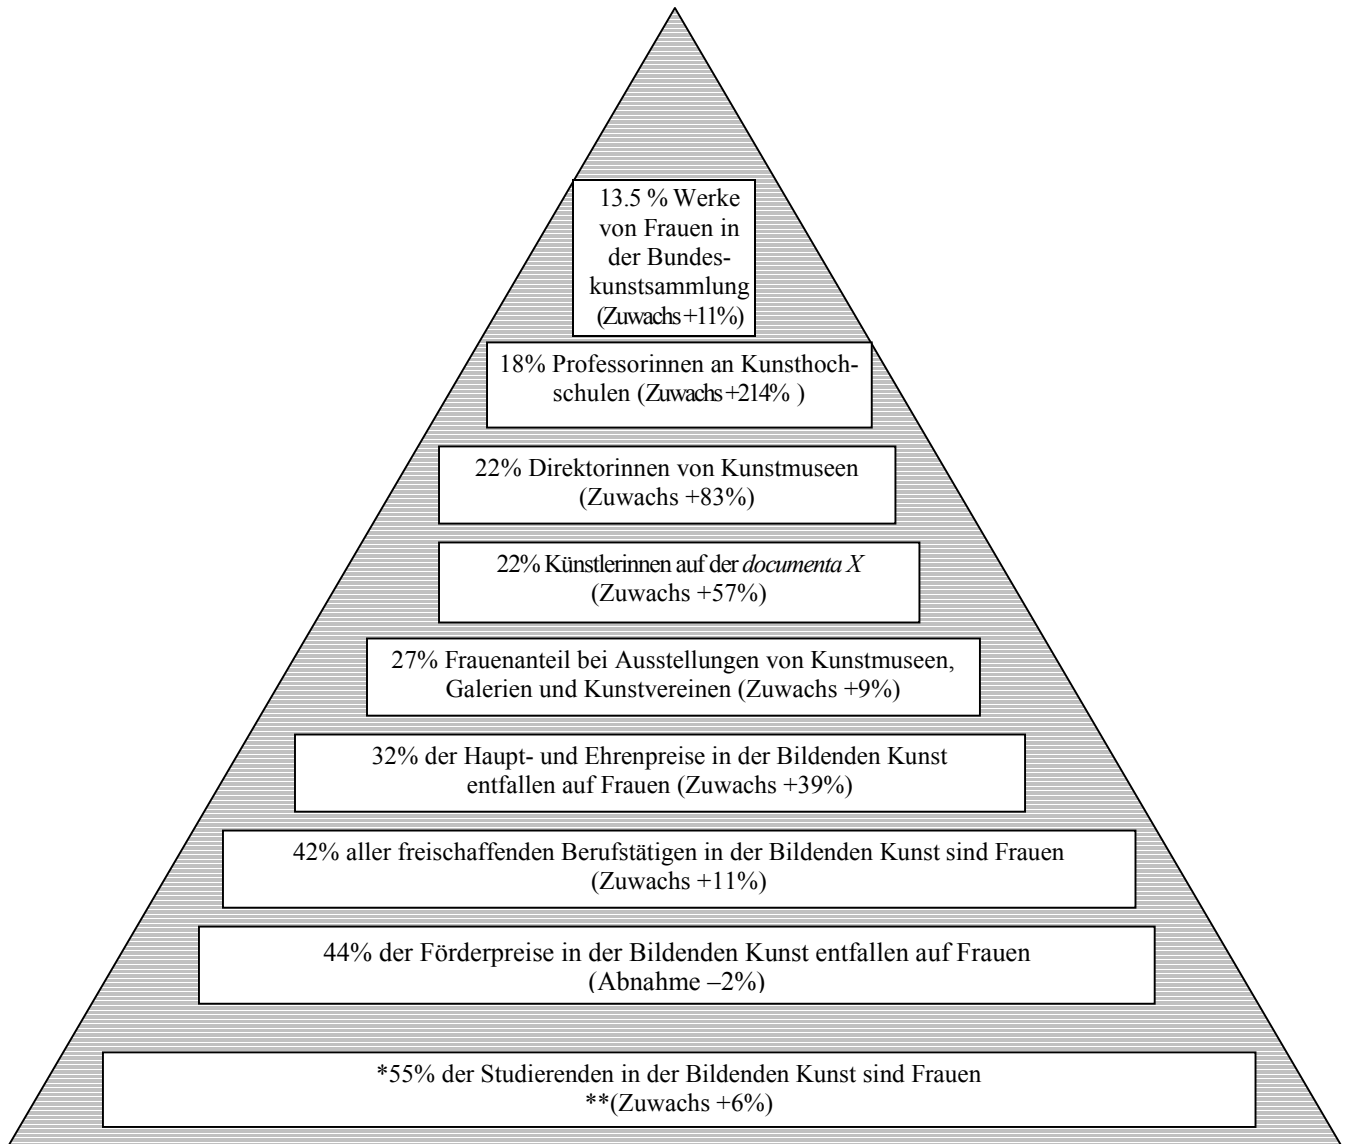 13.5 % Werke
von Frauen in
der Bundes-
kunstsammlung
(Zuwachs +11%)
18% Professorinnen an Kunsthoch-
schulen (Zuwachs +214% )
22% Direktorinnen von Kunstmuseen
(Zuwachs +83%)
22% Künstlerinnen auf der documenta X
(Zuwachs +57%)
27% Frauenanteil bei Ausstellungen von Kunstmuseen,
Galerien und Kunstvereinen (Zuwachs +9%)
32% der Haupt- und Ehrenpreise in der Bildenden Kunst
entfallen auf Frauen (Zuwachs +39%)
42% aller freischaffenden Berufstätigen in der Bildenden Kunst sind Frauen
(Zuwachs +11%)
44% der Förderpreise in der Bildenden Kunst entfallen auf Frauen
(Abnahme –2%)
*55% der Studierenden in der Bildenden Kunst sind Frauen
**(Zuwachs +6%)